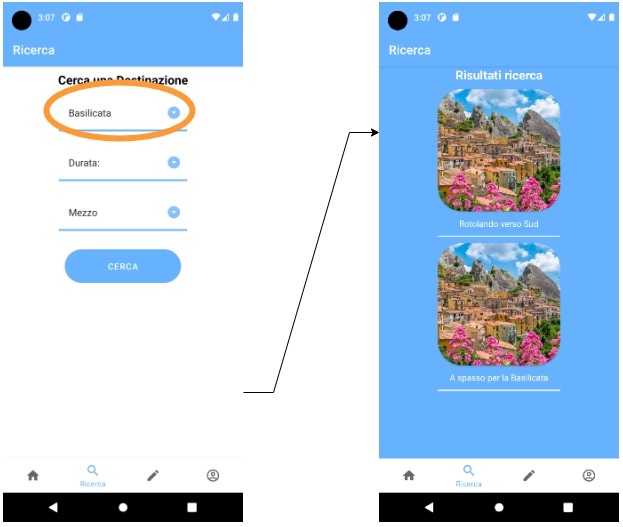 3:07
Ricerca
Cerca una Destinazione
Basilicata
Durata:
Mezzo
CERCA
Ricerca
3:07
Ricerca
Risultati ricerca
Rotolando verso Sud
A spasso per la Basilicata
Ricerca